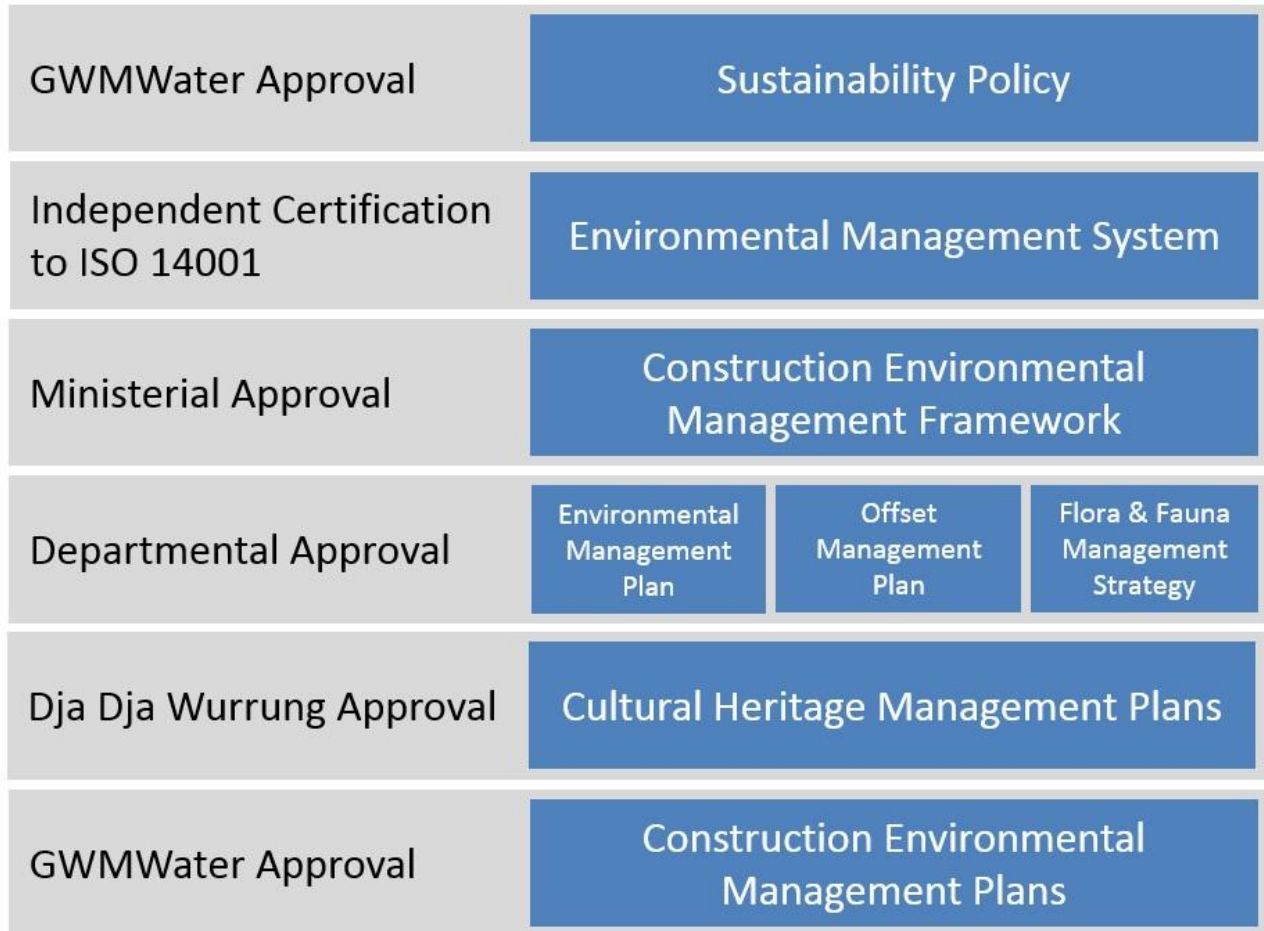 GWMWater Approval
Sustainability Policy
Independent Certification
to ISO 14001
Environmental Management System
Ministerial Approval
Construction Environmental
Management Framework
Departmental Approval
Environmental
Management
Plan
Offset
Management
Plan
Flora & Fauna
Management
Strategy
Dja Dja Wurrung Approval
Cultural Heritage Management Plans
GWMWater Approval
Construction Environmental
Management Plans